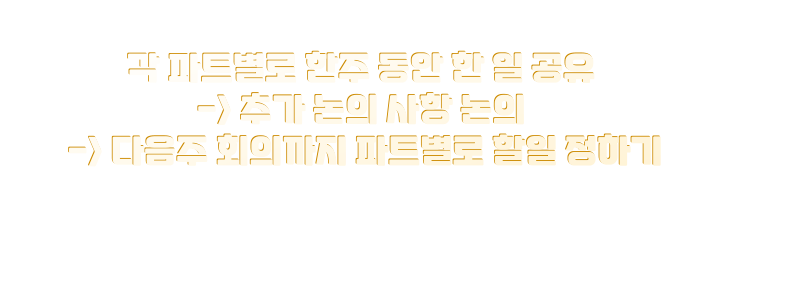 각 파트별로 한주 동안 한 일 공유
-> 추가 논의 사항 논의
-> 다음주 회의까지 파트별로 할일 정하기